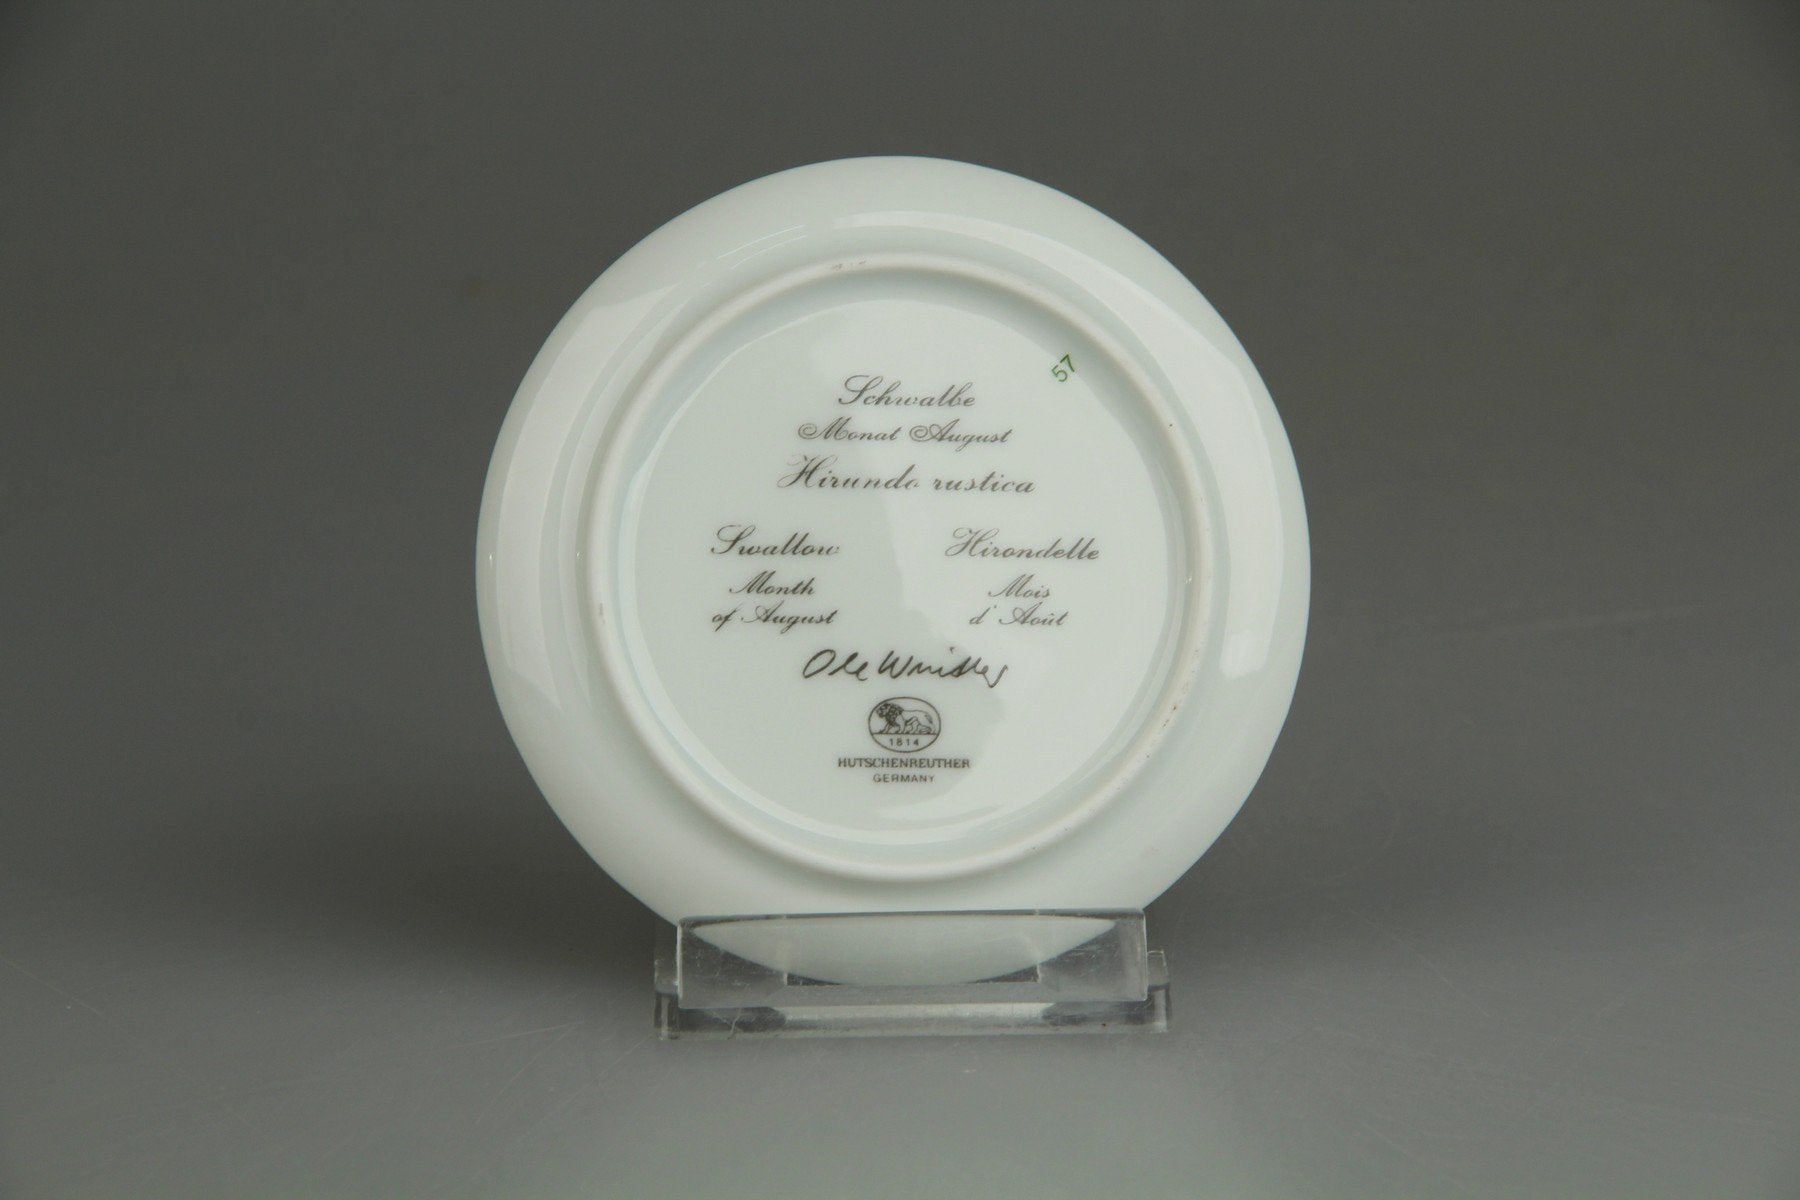 57
Schwalbe
Monat August
Hirundo rustica
Swallow
Month
of August
Hirondelle
Mois
d'Août
Ole Winther
1814
HUTSCHENREUTHER
GERMANY